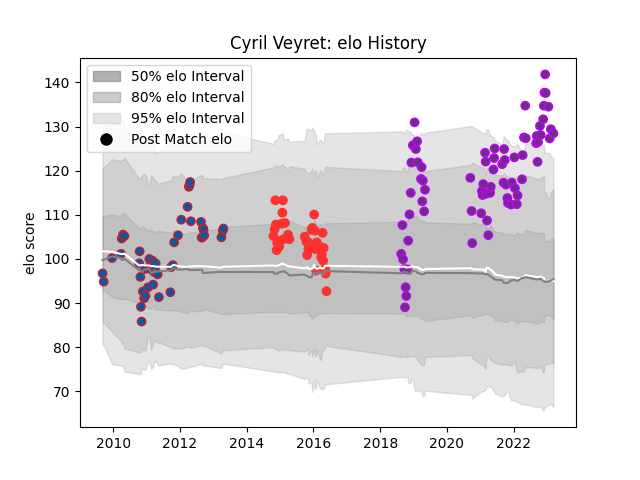 Cyril Veyret: elo History
50% elo Interval
80% elo Interval
95% elo Interval
Post Match elo
elo score
140
130
120
110
100
90
80
70
2010 2012 2014 2016 2018 2020 2022